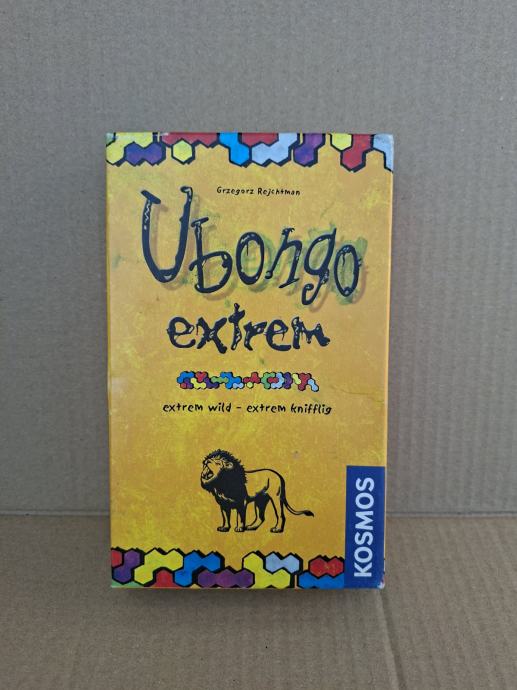 Grzegorz Rejchtman
Ubongo
extrem
extrem wild – extrem knifflig
KOSMOS